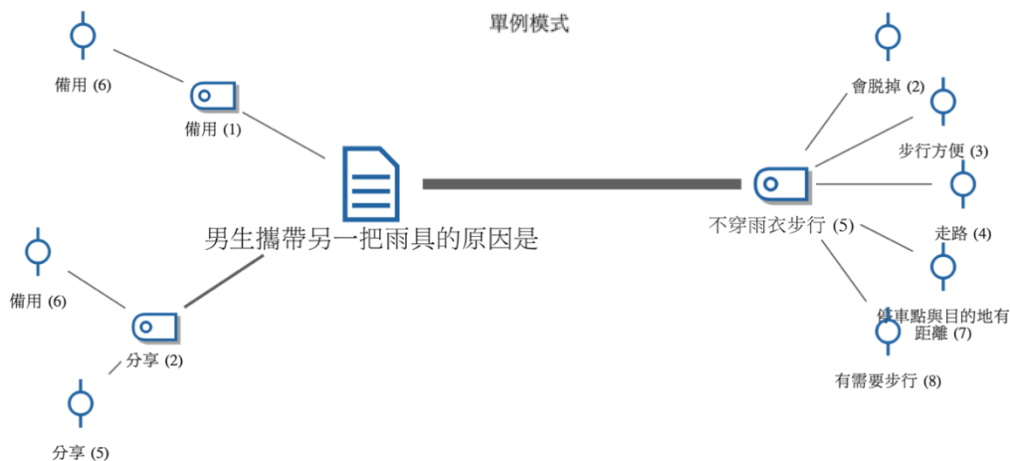 單例模式
備用 (6)
備用 (1)
會脫掉 (2)
步行方便 (3)
不穿雨衣步行 (5)
走路 (4)
男生攜帶另一把雨具的原因是
備用 (6)
分享 (2)
停車點與目的地有
距離 (7)
有需要步行 (8)
分享 (5)